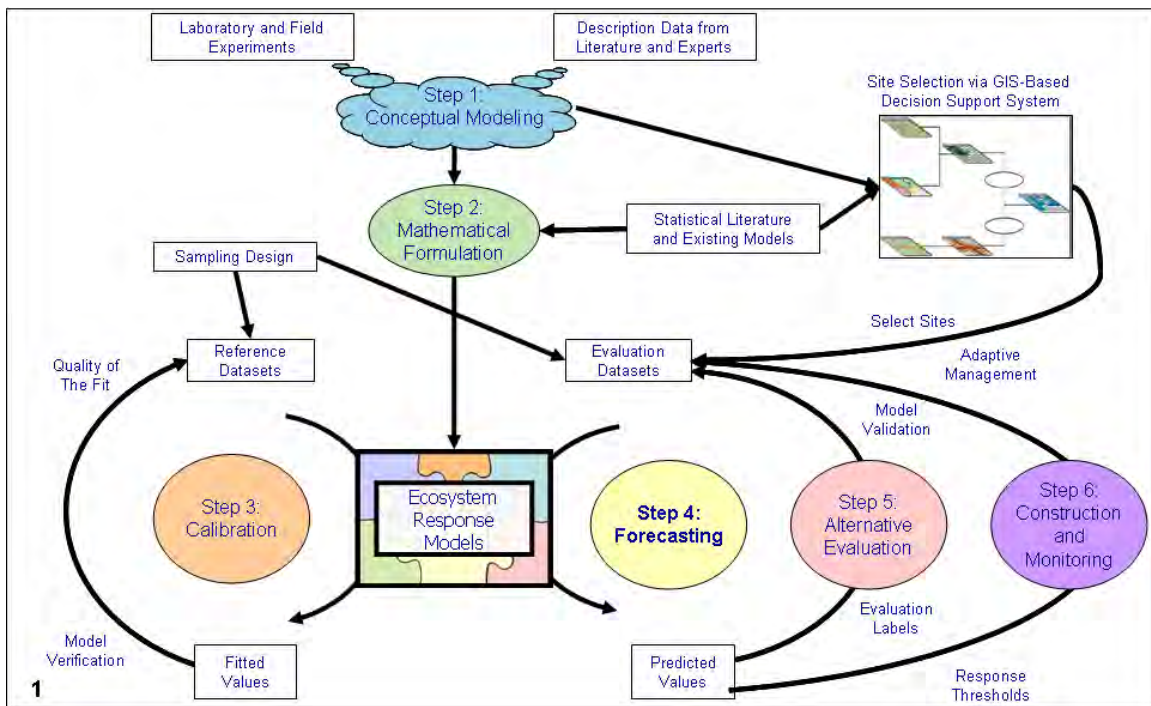 Laboratory and Field
Experiments
Description Data from
Literature and Experts
Step 1:
Conceptual Modeling
Site Selection via GIS-Based
Decision Support System
Step 2:
Mathematical
Formulation
Statistical Literature
and Existing Models
Sampling Design
Select Sites
Quality of
The Fit
Reference
Datasets
Evaluation
Datasets
Adaptive
Management
Model
Validation
Step 3:
Calibration
Ecosystem
Response
Models
Step 4:
Forecasting
Step 5:
Alternative
Evaluation
Step 6:
Construction
and
Monitoring
Evaluation
Labels
Model
Verification
Fitted
Values
Predicted
Values
Response
Thresholds
1